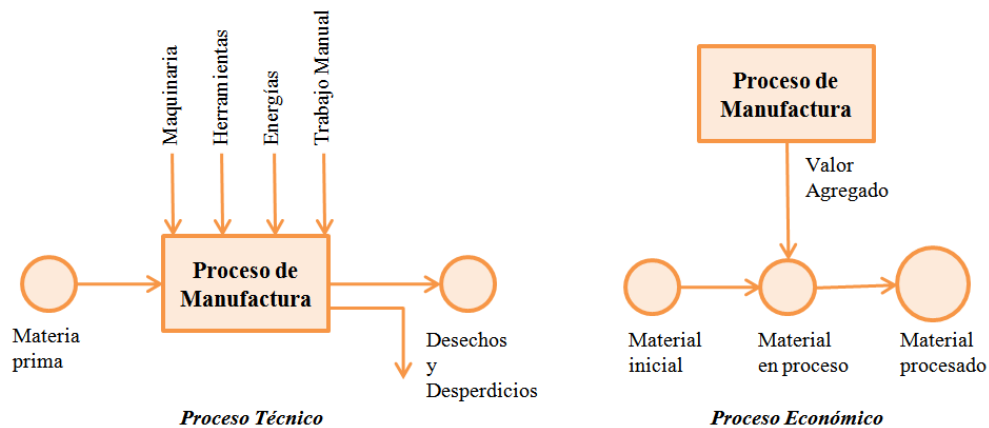 Maquinaria
Herramientas
Energías
Trabajo Manual
Proceso de
Manufactura
Materia
prima
Desechos
y
Desperdicios
Proceso Técnico
Proceso de
Manufactura
Valor
Agregado
Material
inicial
Material
en proceso
Material
procesado
Proceso Económico